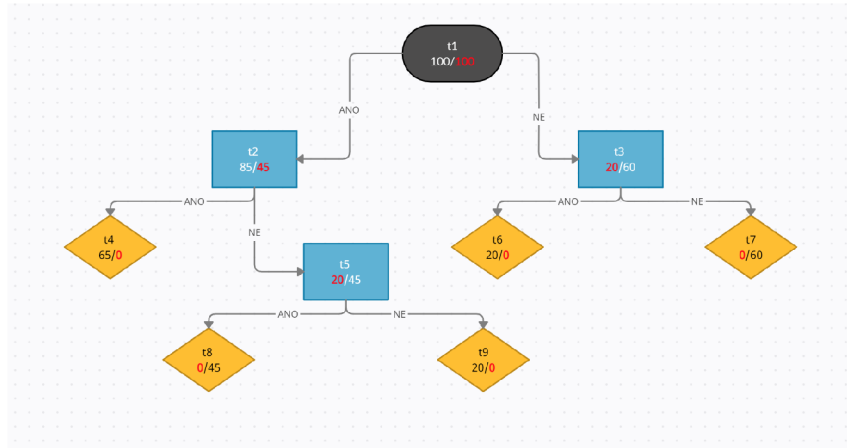 t1
100/100
ANO
NE
t2
85/45
t3
20/60
ANO
NE
ANO
NE
t4
65/0
t5
20/45
t6
20/0
t7
0/60
ANO
NE
t8
0/45
t9
20/0